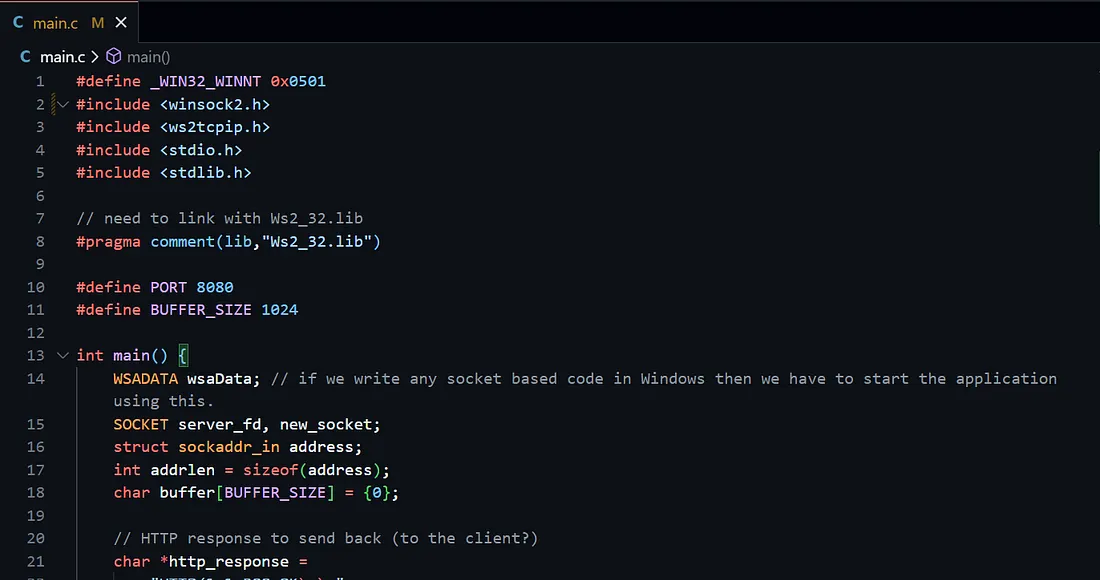 C main.c M ×
C main.c > main()
1 #define _WIN32_WINNT 0x0501
2 #include <winsock2.h>
3 #include <ws2tcpip.h>
4 #include <stdio.h>
5 #include <stdlib.h>
6
7 // need to link with Ws2_32.lib
8 #pragma comment(lib,"Ws2_32.lib")
9
10 #define PORT 8080
11 #define BUFFER_SIZE 1024
12
13 int main() {
14 WSADATA wsaData; // if we write any socket based code in Windows then we have to start the application
using this.
15 SOCKET server_fd, new_socket;
16 struct sockaddr_in address;
17 int addrlen = sizeof(address);
18 char buffer[BUFFER_SIZE] = {0};
19
20 // HTTP response to send back (to the client?)
21 char *http_response =